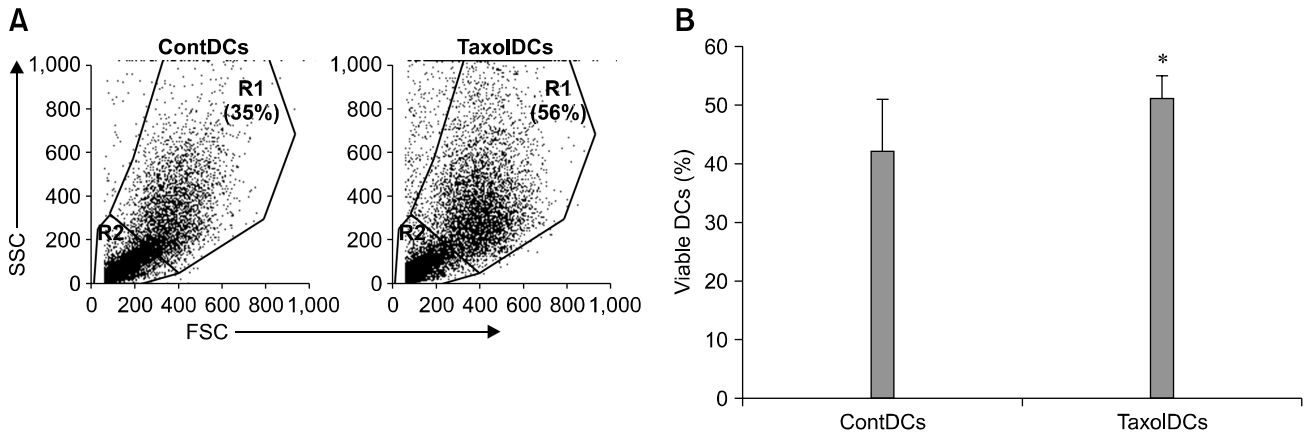 A
ContDCs
TaxolDCs
1,000
800
600
400
200
0
R1
(35%)
R2
0 200 400 600 800 1,000
1,000
800
600
400
200
0
R1
(56%)
R2
0 200 400 600 800 1,000
SSC
FSC
B
60
50
40
30
20
10
0
Viable DCs (%)
*
ContDCs
TaxolDCs